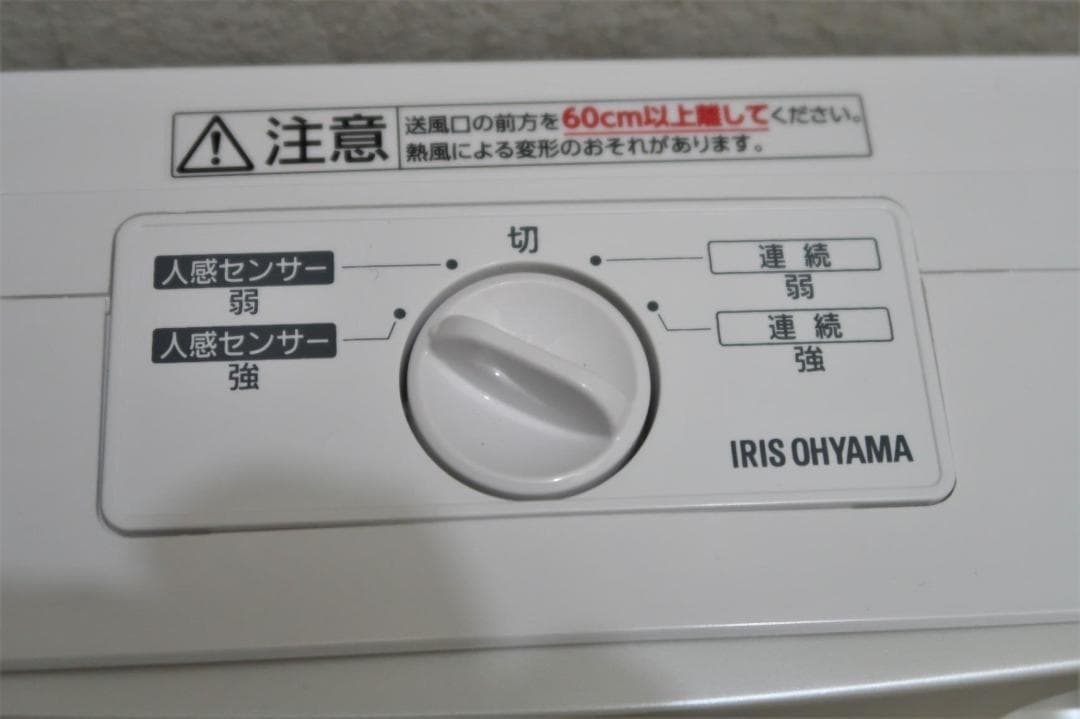 注意
送風口の前方を60cm以上離してください。
熱風による変形のおそれがあります。
切
人感センサー
弱
人感センサー
強
連続
弱
連続
強
IRIS OHYAMA